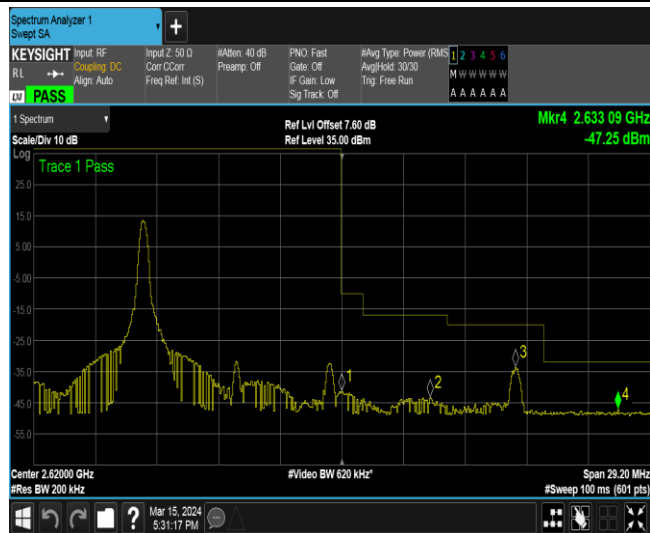 Spectrum Analyzer 1
Swept SA
KEYSIGHT
RL
LXI
PASS
Input: RF
Coupling: DC
Align: Auto
Input Z: 50 Ω
Corr CCorr
Freq Ref: Int (S)
#Atten: 40 dB
Preamp: Off
PNO: Fast
Gate: Off
IF Gain: Low
Sig Track: Off
#Avg Type: Power (RMS
Avg|Hold: 30/30
Trig: Free Run
1 2 3 4 5 6
M W W W W W
A A A A A A
1 Spectrum
Scale/Div 10 dB
Ref Lvl Offset 7.60 dB
Ref Level 35.00 dBm
Mkr4 2.633 09 GHz
-47.25 dBm
Log
Trace 1 Pass
25.0
15.0
5.00
-5.00
-15.0
-25.0
-35.0
-45.0
-55.0
1
2
3
4
Center 2.62000 GHz
#Res BW 200 kHz
#Video BW 620 kHz*
Span 29.20 MHz
#Sweep 100 ms (601 pts)
?
Mar 15, 2024
5:31:17 PM